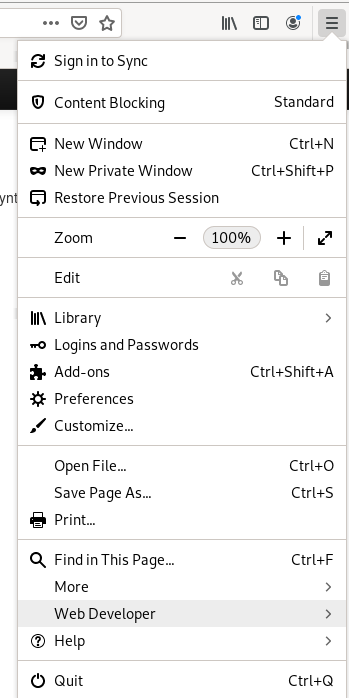 Sign in to Sync
Content Blocking Standard
New Window Ctrl+N
New Private Window Ctrl+Shift+P
Restore Previous Session
Zoom 100%
Edit
Library
Logins and Passwords
Add-ons Ctrl+Shift+A
Preferences
Customize...
Open File... Ctrl+O
Save Page As... Ctrl+S
Print...
Find in This Page... Ctrl+F
More
Web Developer
Help
Quit Ctrl+Q